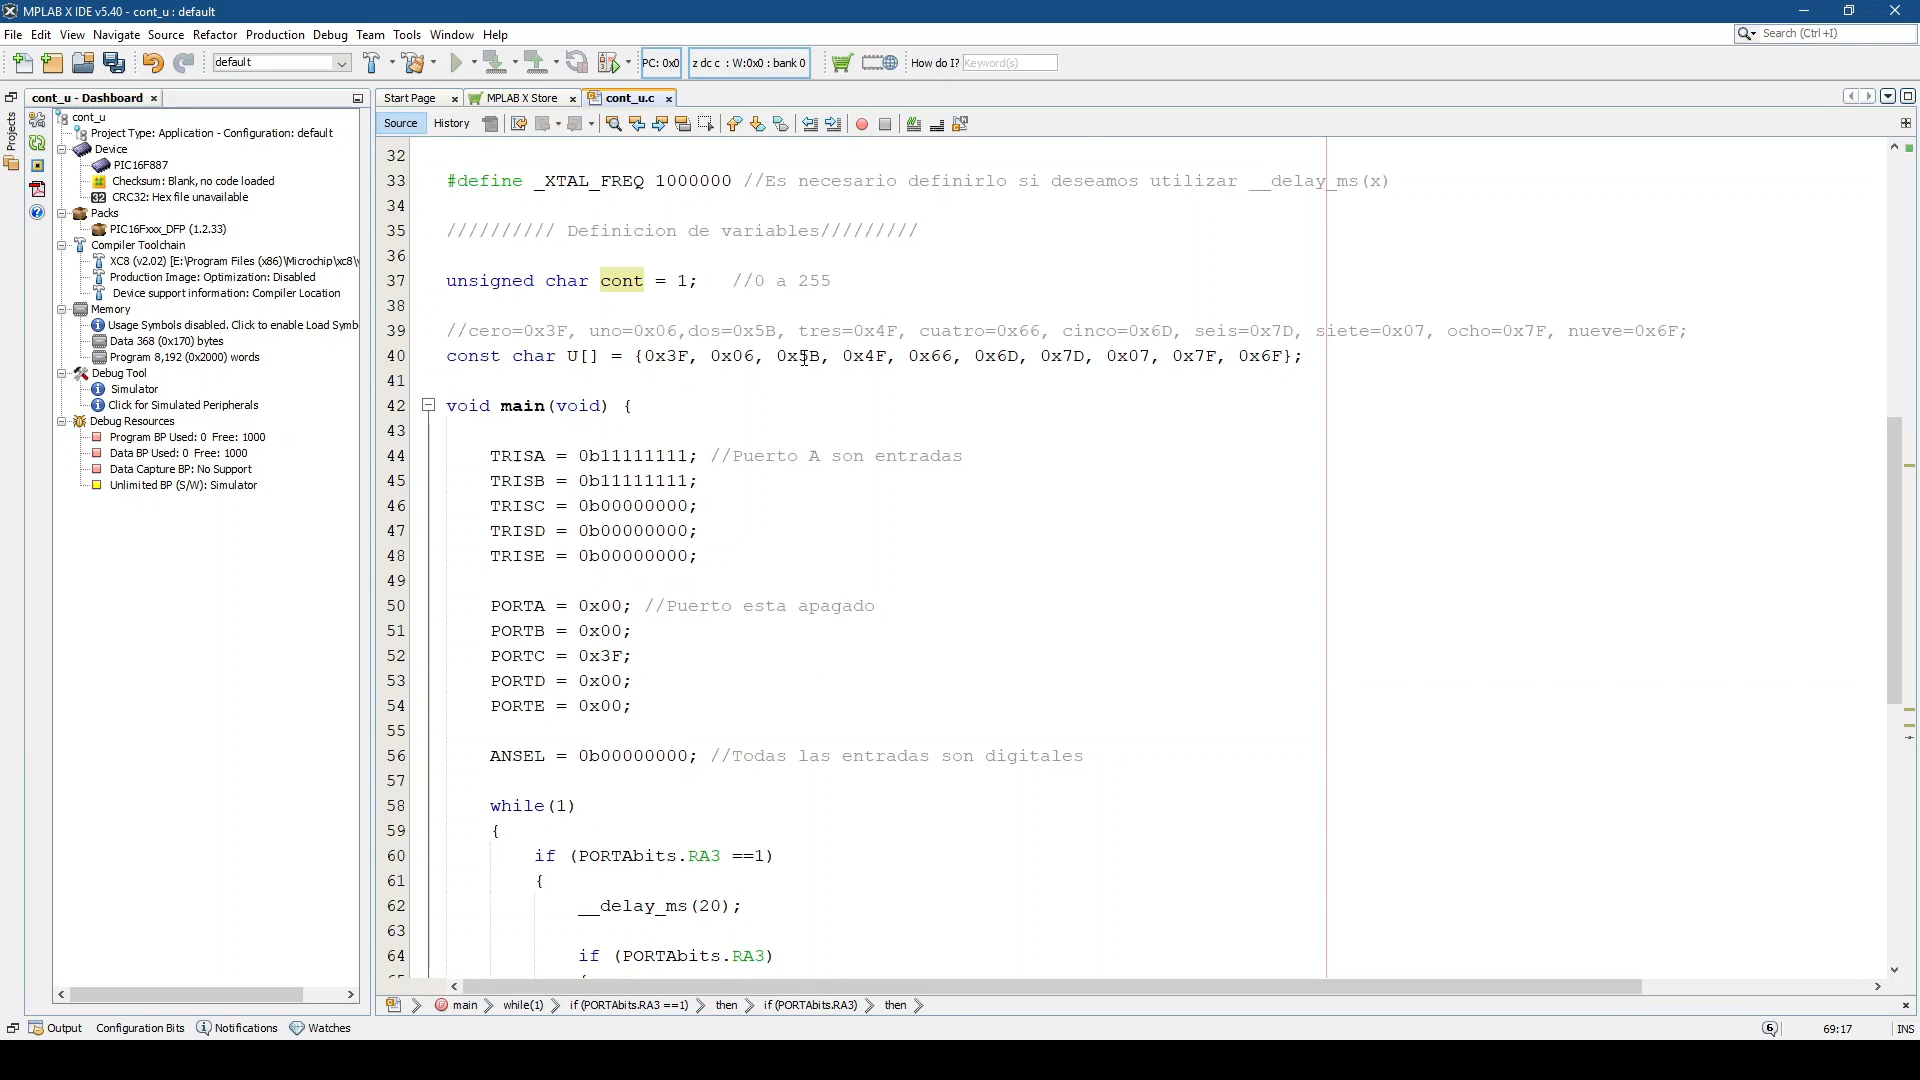 MPLAB X IDE v5.40 - cont_u : default
File Edit View Navigate Source Refactor Production Debug Team Tools Window Help
Search (Ctrl+I)
default
PC: 0x0
z dc c : W:0x0 : bank 0
How do I? Keyword(s)
Projects
cont_u - Dashboard
cont_u
Project Type: Application - Configuration: default
Device
PIC16F887
Checksum: Blank, no code loaded
CRC32: Hex file unavailable
Packs
PIC16Fxxx_DFP (1.2.33)
Compiler Toolchain
XC8 (v2.02) [E:\Program Files (x86)\Microchip\xc8\
Production Image: Optimization: Disabled
Device support information: Compiler Location
Memory
Usage Symbols disabled. Click to enable Load Symb
Data 368 (0x170) bytes
Program 8,192 (0x2000) words
Debug Tool
Simulator
Click for Simulated Peripherals
Debug Resources
Program BP Used: 0 Free: 1000
Data BP Used: 0 Free: 1000
Data Capture BP: No Support
Unlimited BP (S/W): Simulator
Start Page
MPLAB X Store
cont_u.c
Source History
32
33 #define _XTAL_FREQ 1000000 //Es necesario definirlo si deseamos utilizar __delay_ms(x)
34
35 ////////// Definicion de variables/////////
36
37 unsigned char cont = 1; //0 a 255
38
39 //cero=0x3F, uno=0x06,dos=0x5B, tres=0x4F, cuatro=0x66, cinco=0x6D, seis=0x7D, siete=0x07, ocho=0x7F, nueve=0x6F;
40 const char U[] = {0x3F, 0x06, 0x5B, 0x4F, 0x66, 0x6D, 0x7D, 0x07, 0x7F, 0x6F};
41
42 void main(void) {
43
44 TRISA = 0b11111111; //Puerto A son entradas
45 TRISB = 0b11111111;
46 TRISC = 0b00000000;
47 TRISD = 0b00000000;
48 TRISE = 0b00000000;
49
50 PORTA = 0x00; //Puerto esta apagado
51 PORTB = 0x00;
52 PORTC = 0x3F;
53 PORTD = 0x00;
54 PORTE = 0x00;
55
56 ANSEL = 0b00000000; //Todas las entradas son digitales
57
58 while(1)
59 {
60 if (PORTAbits.RA3 ==1)
61 {
62 __delay_ms(20);
63
64 if (PORTAbits.RA3)
main while(1) if (PORTAbits.RA3 ==1) then if (PORTAbits.RA3) then
Output Configuration Bits Notifications Watches
6 69:17 INS